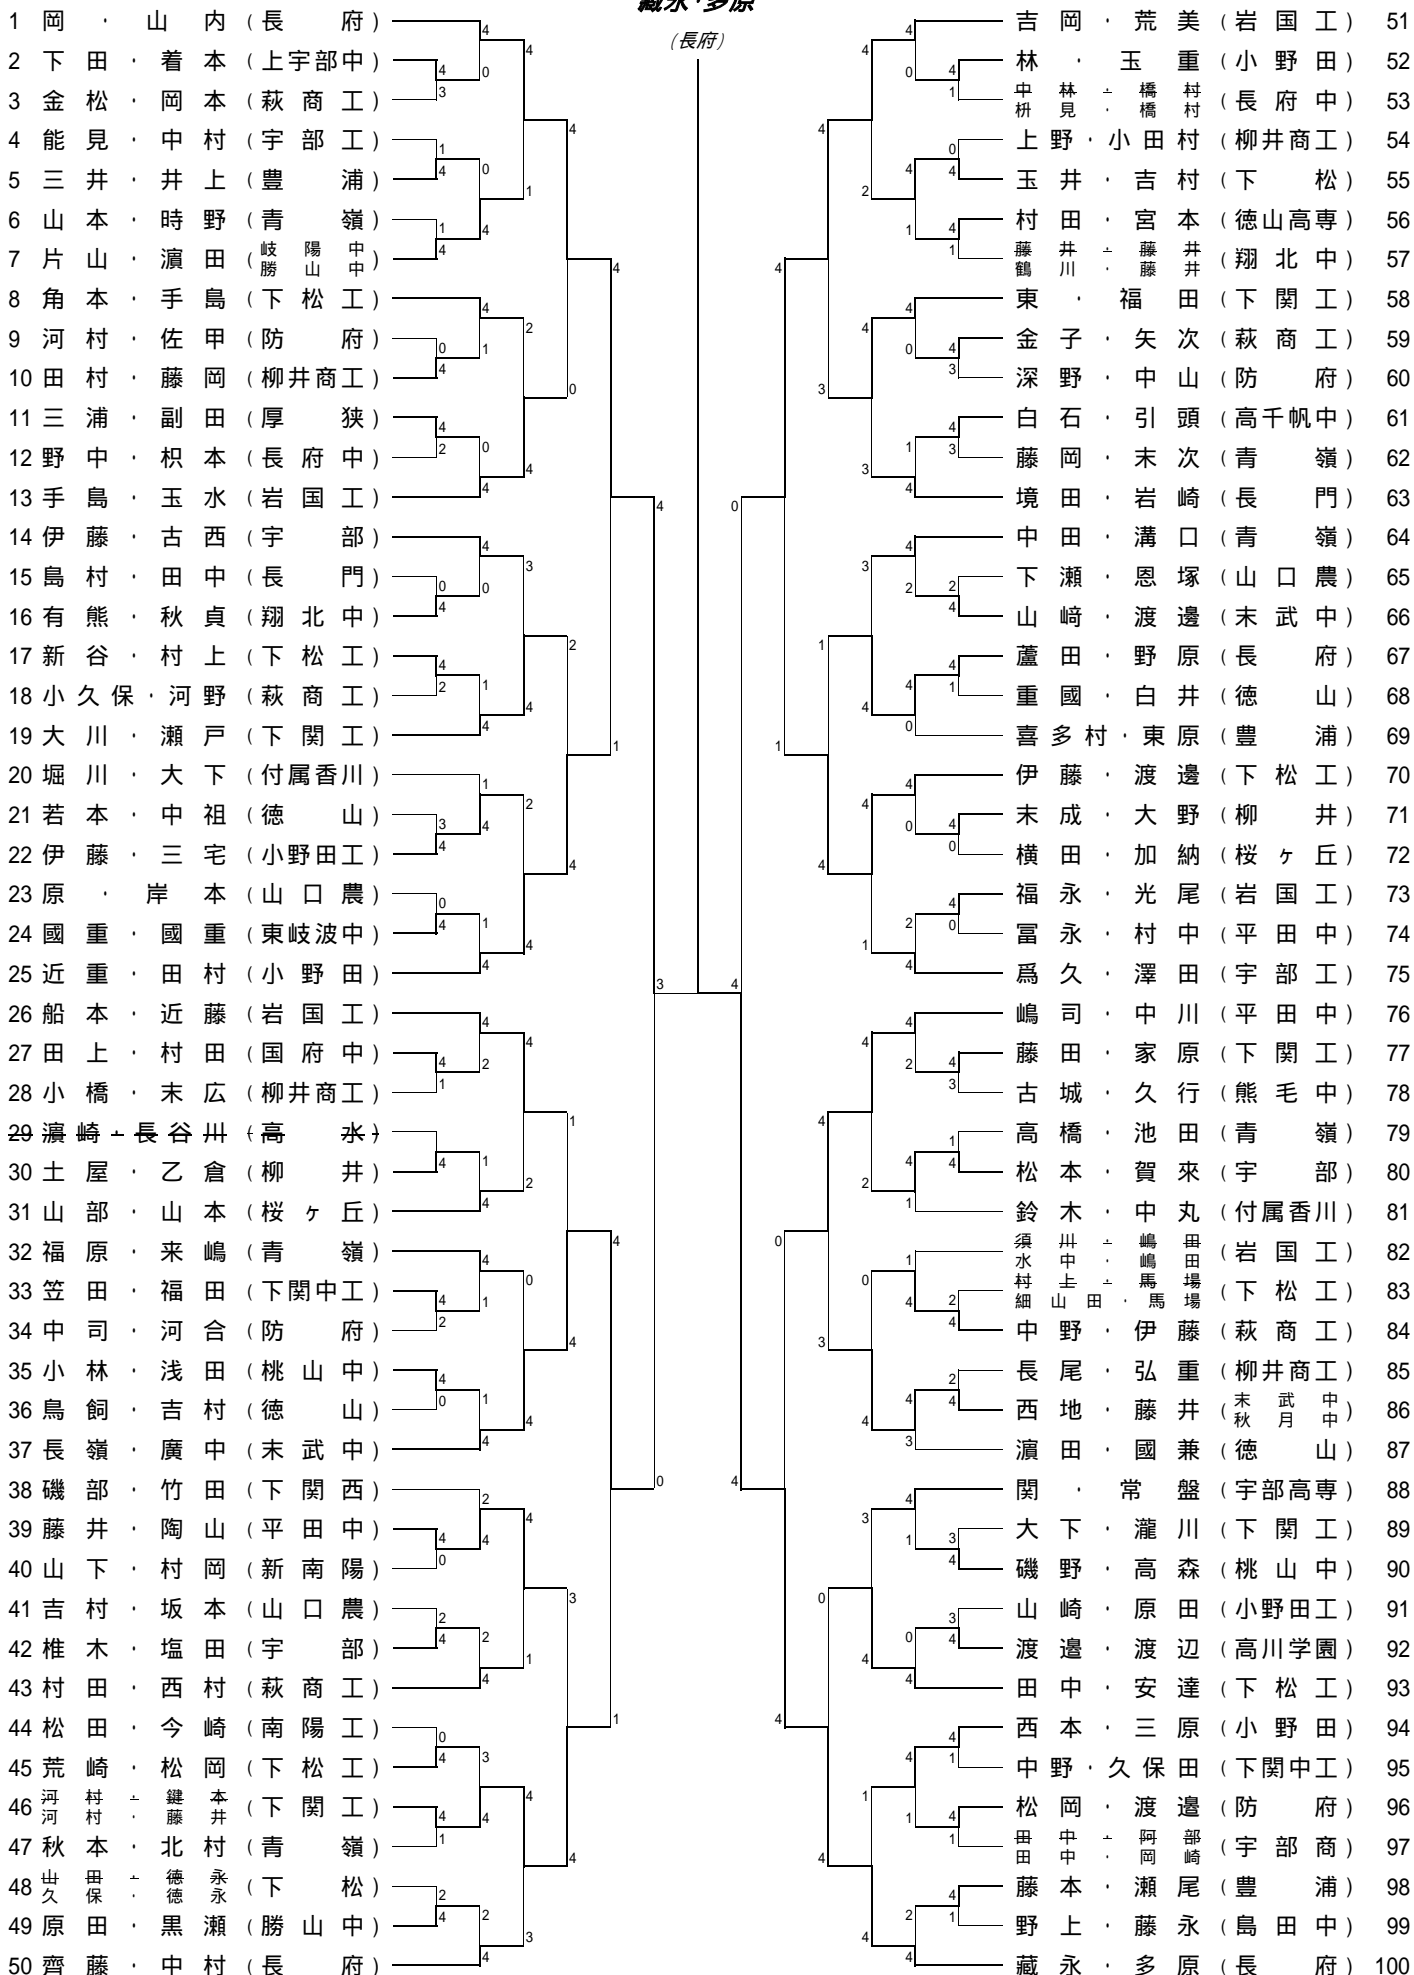 藏永・多原
(長府)
1 岡・山内(長府)
2 下田・着本(上宇部中)
3 金松・岡本(萩商工)
4 能見・中村(宇部工)
5 三井・井上(豊浦)
6 山本・時野(青嶺)
7 片山・濵田(岐陽中 勝山中)
8 角本・手島(下松工)
9 河村・佐甲(防府)
10 田村・藤岡(柳井商工)
11 三浦・副田(厚狭)
12 野中・枳本(長府中)
13 手島・玉水(岩国工)
14 伊藤・古西(宇部)
15 島村・田中(長門)
16 有熊・秋貞(翔北中)
17 新谷・村上(下松工)
18 小久保・河野(萩商工)
19 大川・瀬戸(下関工)
20 堀川・大下(付属香川)
21 若本・中祖(徳山)
22 伊藤・三宅(小野田工)
23 原・岸本(山口農)
24 國重・國重(東岐波中)
25 近重・田村(小野田)
26 船本・近藤(岩国工)
27 田上・村田(国府中)
28 小橋・末広(柳井商工)
29 濵崎・長谷川(高水)
30 土屋・乙倉(柳井)
31 山部・山本(桜ヶ丘)
32 福原・来嶋(青嶺)
33 笠田・福田(下関中工)
34 中司・河合(防府)
35 小林・浅田(桃山中)
36 鳥飼・吉村(徳山)
37 長嶺・廣中(末武中)
38 磯部・竹田(下関西)
39 藤井・陶山(平田中)
40 山下・村岡(新南陽)
41 吉村・坂本(山口農)
42 椎木・塩田(宇部)
43 村田・西村(萩商工)
44 松田・今崎(南陽工)
45 荒崎・松岡(下松工)
46 河村・鍵本 河村・藤井(下関工)
47 秋本・北村(青嶺)
48 山田・徳永 久保・徳永(下松)
49 原田・黒瀬(勝山中)
50 齊藤・中村(長府)
吉岡・荒美(岩国工) 51
林・玉重(小野田) 52
中林・橋村 枡見・橋村(長府中) 53
上野・小田村(柳井商工) 54
玉井・吉村(下松) 55
村田・宮本(徳山高専) 56
藤井・藤井 鶴川・藤井(翔北中) 57
東・福田(下関工) 58
金子・矢次(萩商工) 59
深野・中山(防府) 60
白石・引頭(高千帆中) 61
藤岡・末次(青嶺) 62
境田・岩崎(長門) 63
中田・溝口(青嶺) 64
下瀬・恩塚(山口農) 65
山﨑・渡邊(末武中) 66
蘆田・野原(長府) 67
重國・白井(徳山) 68
喜多村・東原(豊浦) 69
伊藤・渡邊(下松工) 70
末成・大野(柳井) 71
横田・加納(桜ヶ丘) 72
福永・光尾(岩国工) 73
冨永・村中(平田中) 74
爲久・澤田(宇部工) 75
嶋司・中川(平田中) 76
藤田・家原(下関工) 77
古城・久行(熊毛中) 78
高橋・池田(青嶺) 79
松本・賀來(宇部) 80
鈴木・中丸(付属香川) 81
須川・嶋田 水中・嶋田(岩国工) 82
村上・馬場 細山田・馬場(下松工) 83
中野・伊藤(萩商工) 84
長尾・弘重(柳井商工) 85
西地・藤井(末武中 秋月中) 86
濵田・國兼(徳山) 87
関・常盤(宇部高専) 88
大下・瀧川(下関工) 89
磯野・高森(桃山中) 90
山崎・原田(小野田工) 91
渡邉・渡辺(高川学園) 92
田中・安達(下松工) 93
西本・三原(小野田) 94
中野・久保田(下関中工) 95
松岡・渡邉(防府) 96
田中・阿部 田中・岡崎(宇部商) 97
藤本・瀬尾(豊浦) 98
野上・藤永(島田中) 99
藏永・多原(長府) 100